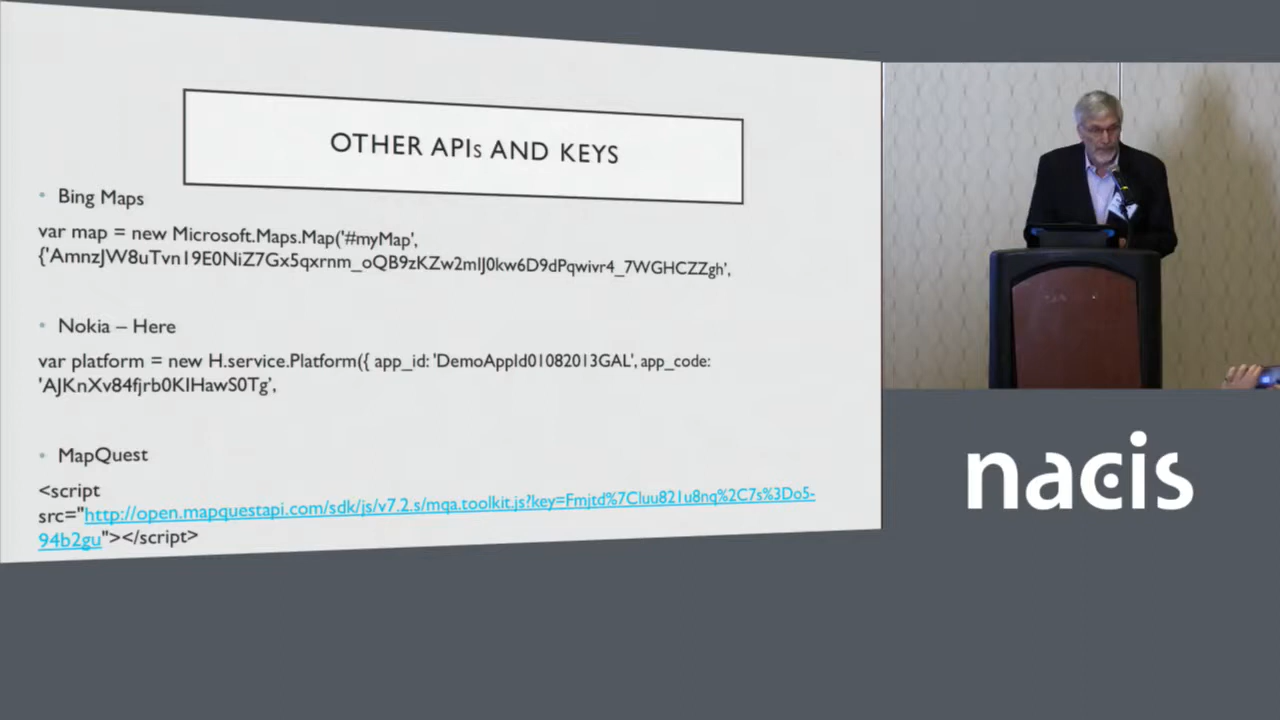 OTHER APIs AND KEYS
• Bing Maps
var map = new Microsoft.Maps.Map('#myMap',
{'AmnzJW8uTvn19E0NiZ7Gx5qxrnm_oQB9zKZw2mIJ0kw6D9dPqwivr4_7WGHCZZgh',
• Nokia – Here
var platform = new H.service.Platform({ app_id: 'DemoAppId01082013GAL', app_code:
'AJKnXv84fjrb0KIHawS0Tg',
• MapQuest
<script
src="http://open.mapquestapi.com/sdk/js/v7.2.s/mqa.toolkit.js?key=Fmjtd%7Cluu821u8nq%2C7s%3Do5-
94b2gu"></script>
nacis